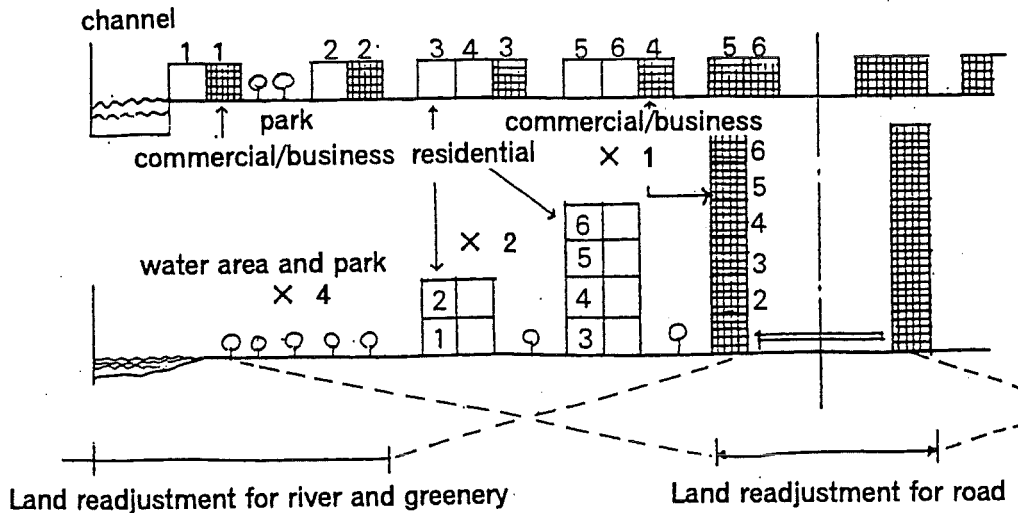 channel
1 1 2 2 3 4 3 5 6 4 5 6
park
commercial/business
commercial/business residential
× 1
6
5
6
× 2
5
4
water area and park
× 4
4
3
2
2
1
3
Land readjustment for river and greenery
Land readjustment for road